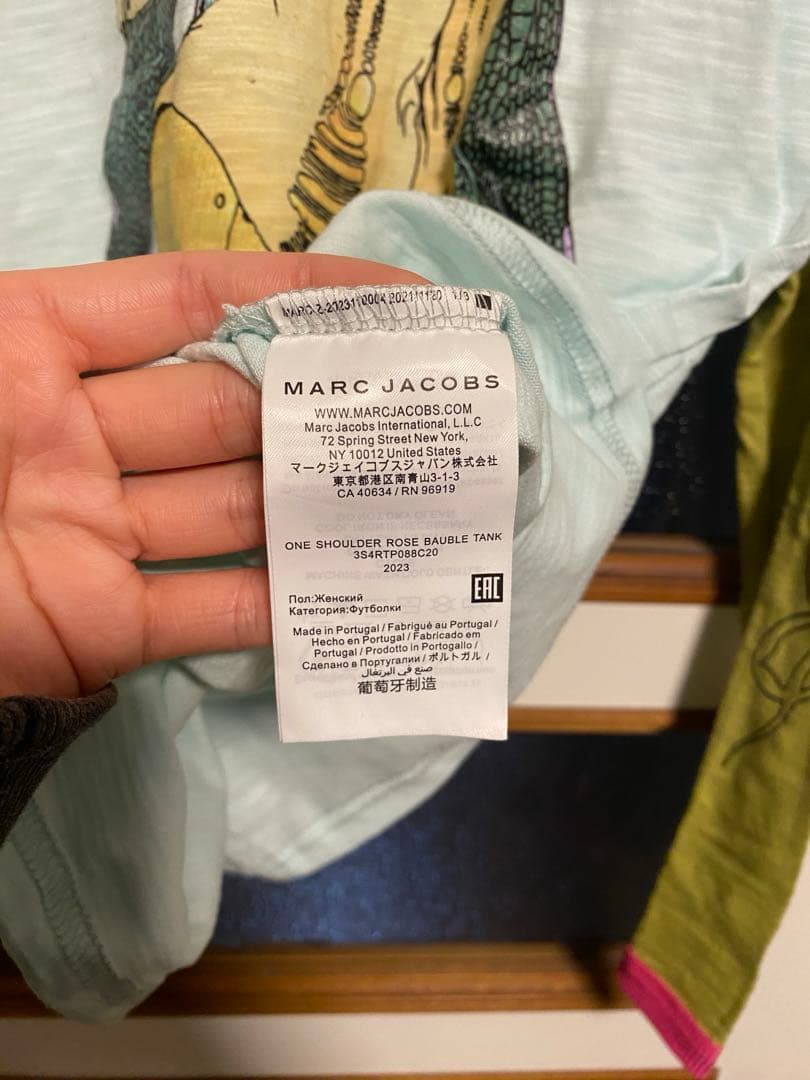 MARC JACOBS
WWW.MARCJACOBS.COM
Marc Jacobs International, L.L.C
72 Spring Street New York,
NY 10012 United States
マークジェイコブスジャパン株式会社
東京都港区南青山3-1-3
CA 40634 / RN 96919
ONE SHOULDER ROSE BAUBLE TANK
3S4RTP088C20
2023
EAC
Пол:Женский
Категория:Футболки
Made in Portugal / Fabriqué au Portugal /
Hecho en Portugal / Fabricado em
Portugal / Prodotto in Portogallo /
Сделано в Португалии / ポルトガル /
صنع في البرتغال
葡萄牙制造